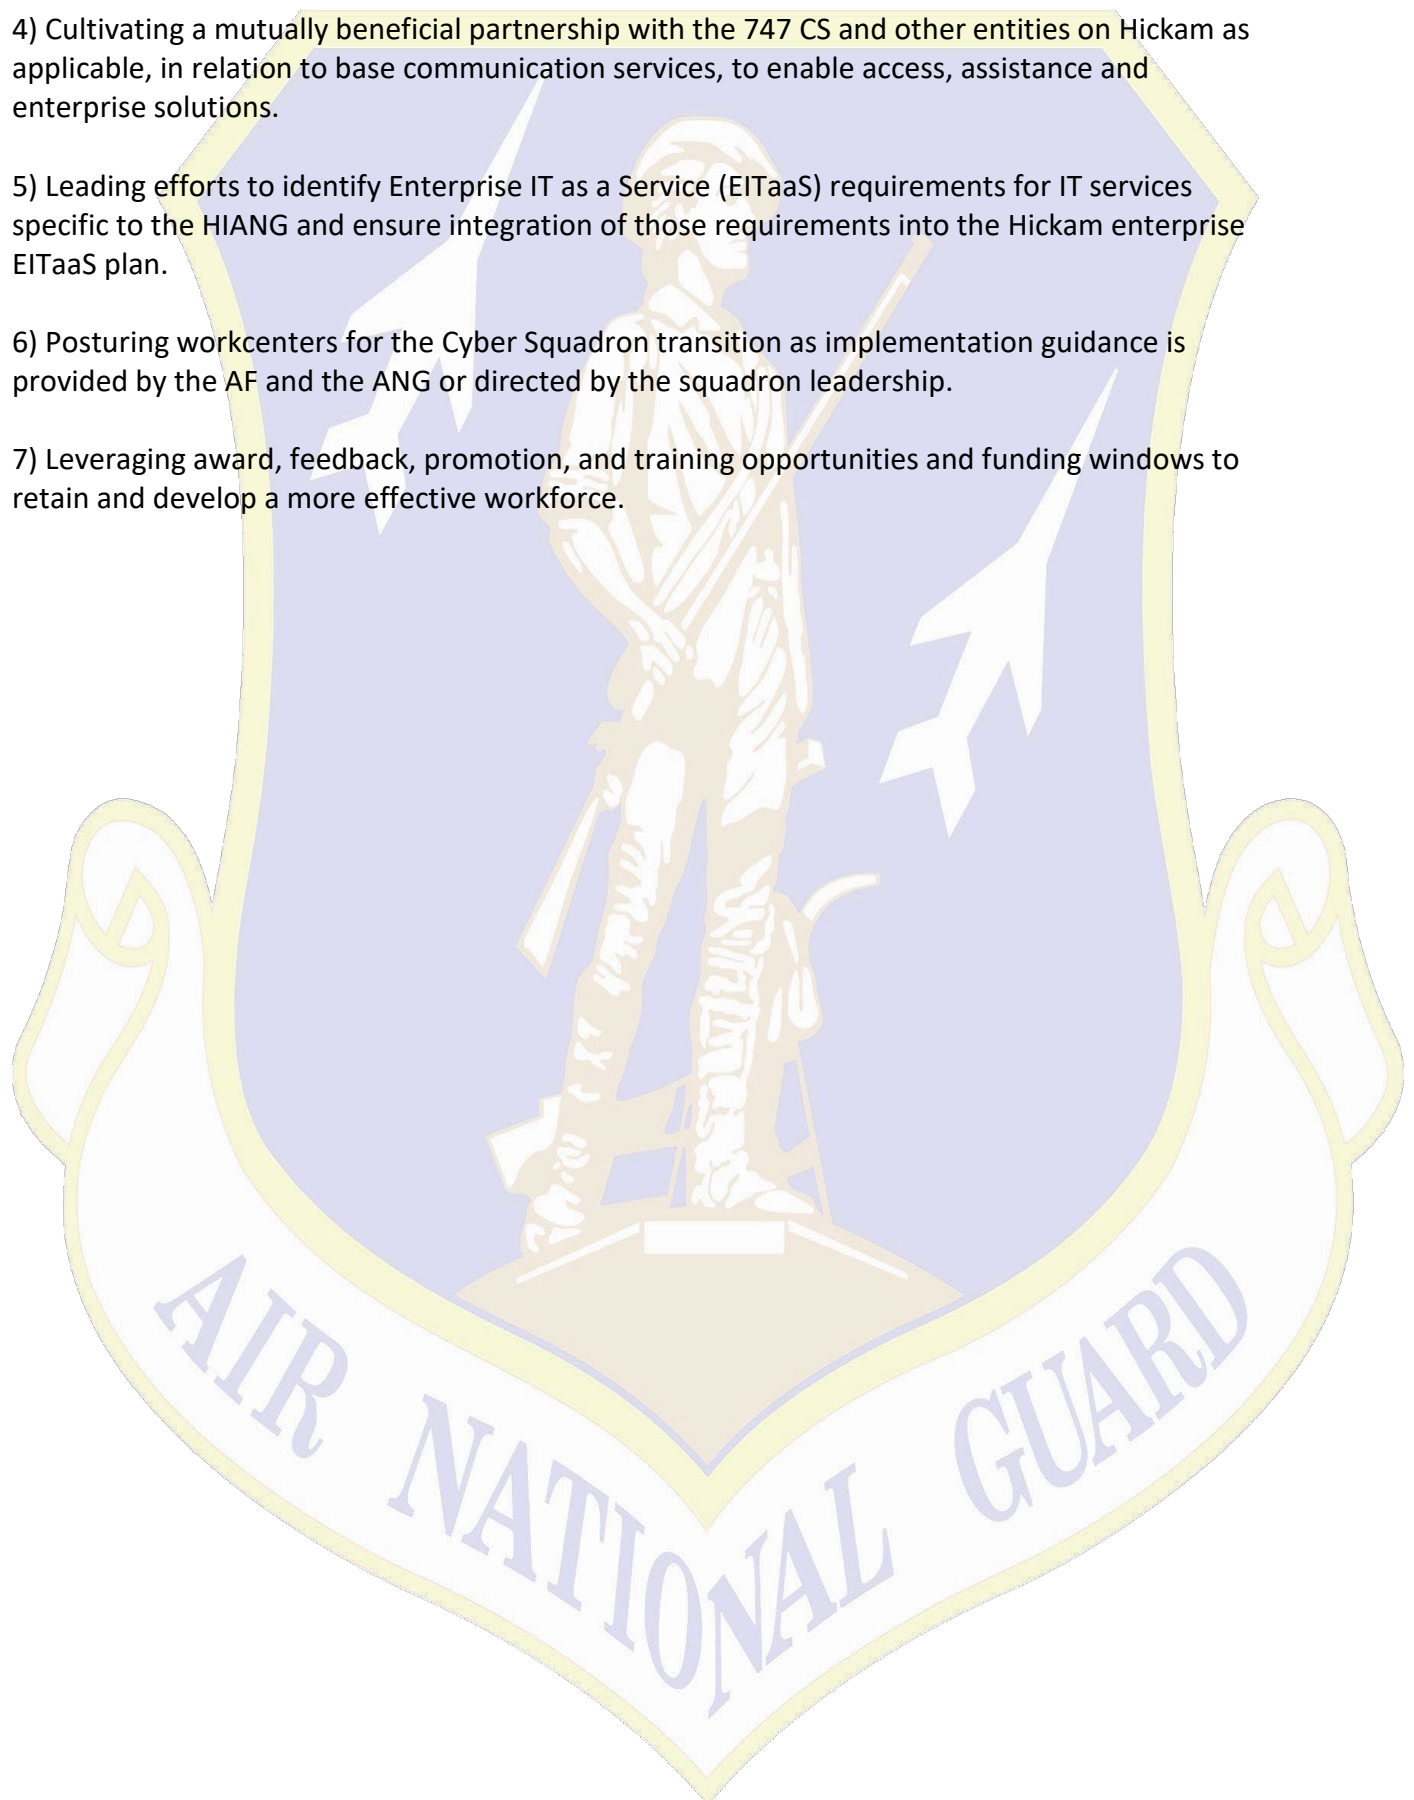 4) Cultivating a mutually beneficial partnership with the 747 CS and other entities on Hickam as
applicable, in relation to base communication services, to enable access, assistance and
enterprise solutions.
5) Leading efforts to identify Enterprise IT as a Service (EITaaS) requirements for IT services
specific to the HIANG and ensure integration of those requirements into the Hickam enterprise
EITaaS plan.
6) Posturing workcenters for the Cyber Squadron transition as implementation guidance is
provided by the AF and the ANG or directed by the squadron leadership.
7) Leveraging award, feedback, promotion, and training opportunities and funding windows to
retain and develop a more effective workforce.
AIR NATIONAL GUARD